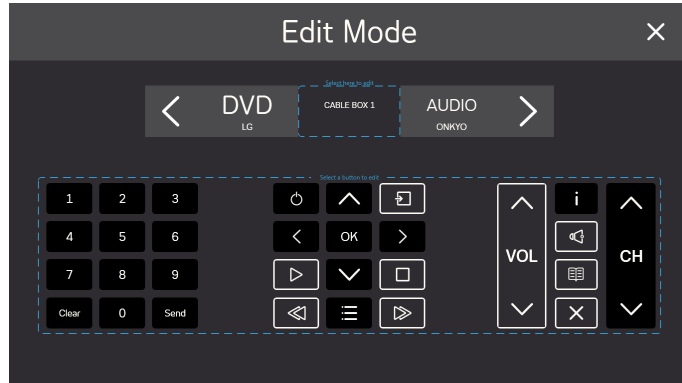 Edit Mode
Select here to edit
DVD
LG
CABLE BOX 1
AUDIO
ONKYO
Select a button to edit
1 2 3
4 5 6 OK
7 8 9
VOL CH
Clear 0 Send